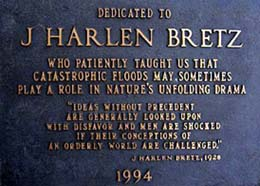 DEDICATED TO
J HARLEN BRETZ
WHO PATIENTLY TAUGHT US THAT
CATASTROPHIC FLOODS MAY SOMETIMES
PLAY A ROLE IN NATURE'S UNFOLDING DRAMA
"IDEAS WITHOUT PRECEDENT
ARE GENERALLY LOOKED UPON
WITH DISFAVOR AND MEN ARE SHOCKED
IF THEIR CONCEPTIONS OF
AN ORDERLY WORLD ARE CHALLENGED."
J HARLEN BRETZ, 1928
1994